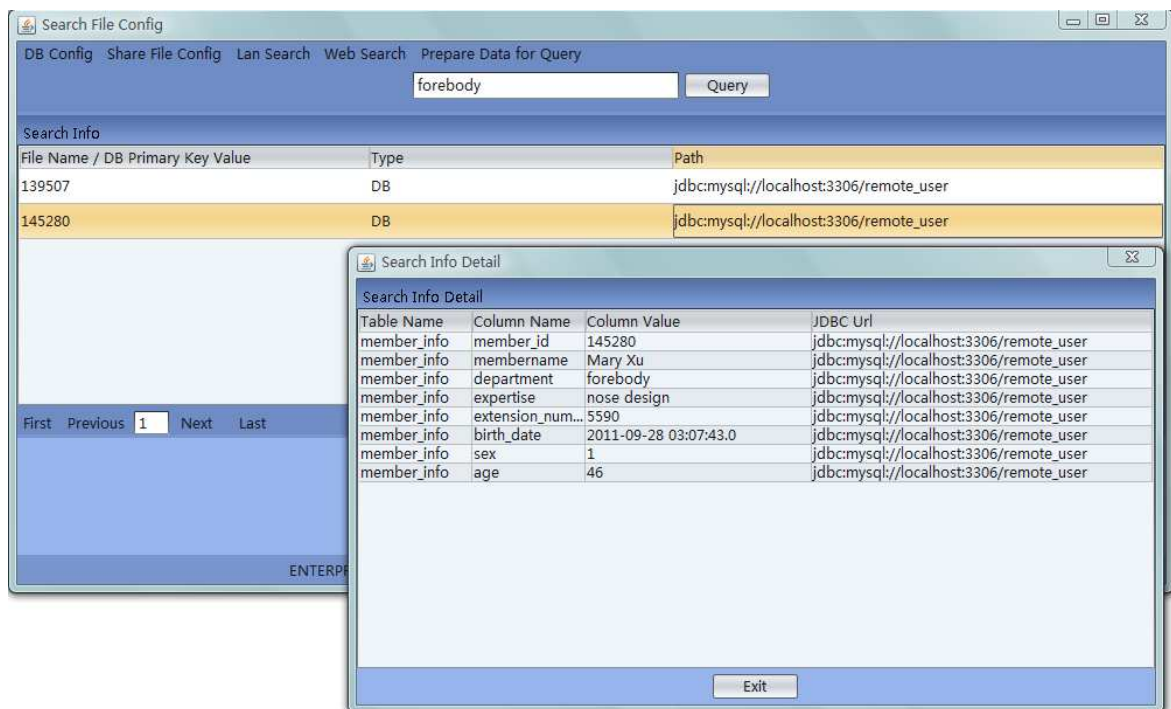 Search File Config
DB Config Share File Config Lan Search Web Search Prepare Data for Query
forebody Query
Search Info
File Name / DB Primary Key Value Type Path
139507 DB jdbc:mysql://localhost:3306/remote_user
145280 DB jdbc:mysql://localhost:3306/remote_user
Search Info Detail
Search Info Detail
Table Name Column Name Column Value JDBC Url
member_info member_id 145280 jdbc:mysql://localhost:3306/remote_user
member_info membername Mary Xu jdbc:mysql://localhost:3306/remote_user
member_info department forebody jdbc:mysql://localhost:3306/remote_user
member_info expertise nose design jdbc:mysql://localhost:3306/remote_user
member_info extension_num... 5590 jdbc:mysql://localhost:3306/remote_user
member_info birth_date 2011-09-28 03:07:43.0 jdbc:mysql://localhost:3306/remote_user
member_info sex 1 jdbc:mysql://localhost:3306/remote_user
member_info age 46 jdbc:mysql://localhost:3306/remote_user
First Previous 1 Next Last
Exit